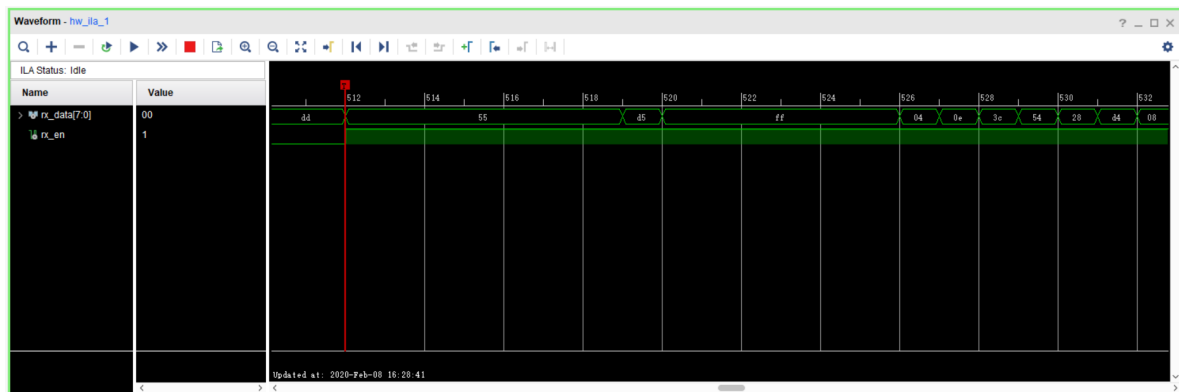 Waveform - hw_ila_1
ILA Status: Idle
Name Value
rx_data[7:0] 00
rx_en 1
512 514 516 518 520 522 524 526 528 530 532
dd 55 d5 ff 04 0e 3c 54 28 d4 08
Updated at: 2020-Feb-08 16:28:41